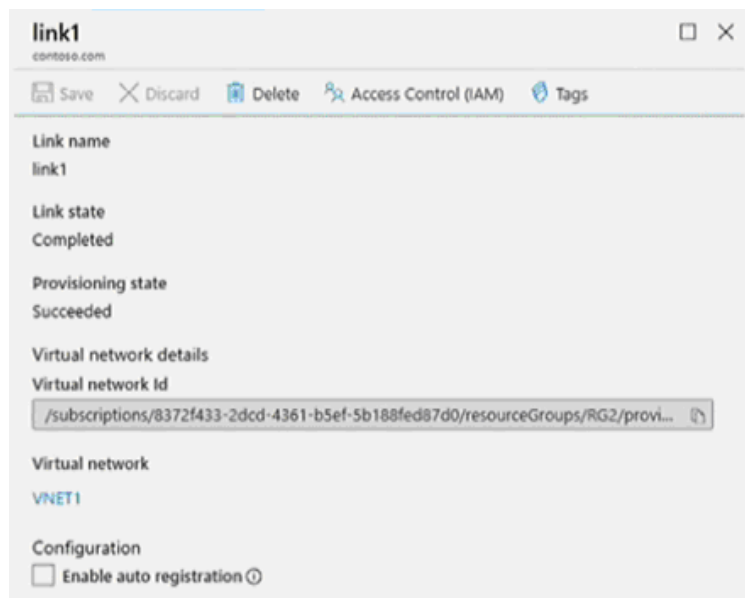 link1
contoso.com
Save Discard Delete Access Control (IAM) Tags
Link name
link1
Link state
Completed
Provisioning state
Succeeded
Virtual network details
Virtual network Id
/subscriptions/8372f433-2dcd-4361-b5ef-5b188fed87d0/resourceGroups/RG2/provi...
Virtual network
VNET1
Configuration
Enable auto registration